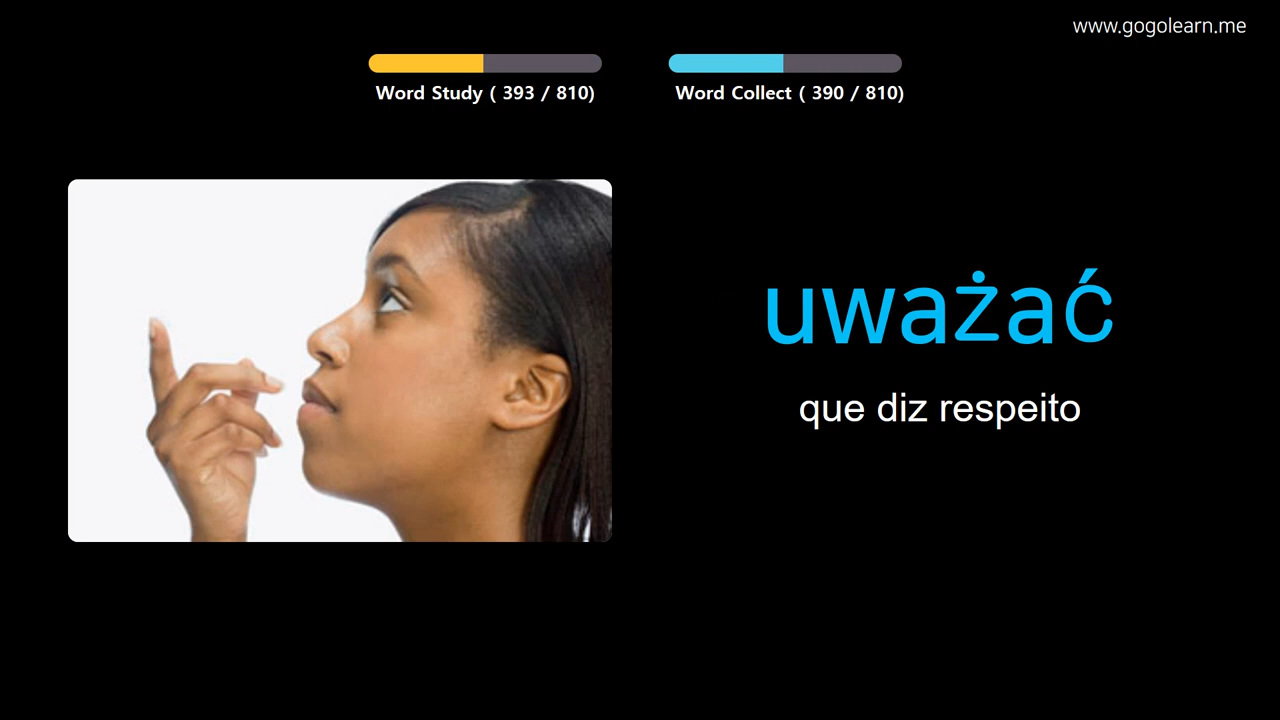 www.gogolearn.me
Word Study ( 393 / 810)
Word Collect ( 390 / 810)
uważać
que diz respeito